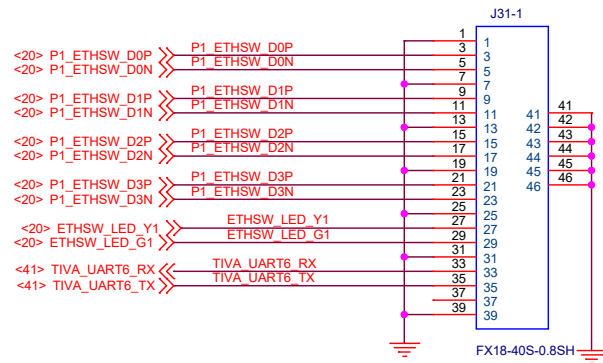 J31-1
<20> P1_ETHSW_D0P P1_ETHSW_D0P
<20> P1_ETHSW_D0N P1_ETHSW_D0N
<20> P1_ETHSW_D1P P1_ETHSW_D1P
<20> P1_ETHSW_D1N P1_ETHSW_D1N
<20> P1_ETHSW_D2P P1_ETHSW_D2P
<20> P1_ETHSW_D2N P1_ETHSW_D2N
<20> P1_ETHSW_D3P P1_ETHSW_D3P
<20> P1_ETHSW_D3N P1_ETHSW_D3N
<20> ETHSW_LED_Y1 ETHSW_LED_Y1
<20> ETHSW_LED_G1 ETHSW_LED_G1
<41> TIVA_UART6_RX TIVA_UART6_RX
<41> TIVA_UART6_TX TIVA_UART6_TX
1 1
3 3
5 5
7 7
9 9
11 11
13 13
15 15
17 17
19 19
21 21
23 23
25 25
27 27
29 29
31 31
33 33
35 35
37 37
39 39
41 41
42 42
43 43
44 44
45 45
46 46
FX18-40S-0.8SH